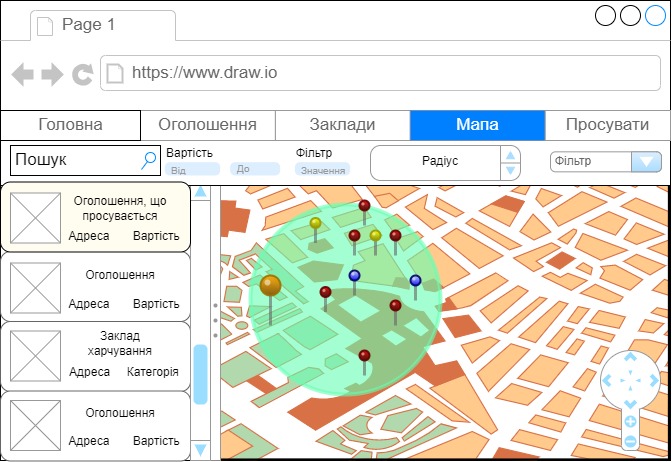 Page 1
https://www.draw.io
Головна Оголошення Заклади Мапа Просувати
Пошук
Вартість
Від До
Фільтр
Значення
Радіус
Фільтр
Оголошення, що
просувається
Адреса Вартість
Оголошення
Адреса Вартість
Заклад
харчування
Адреса Категорія
Оголошення
Адреса Вартість